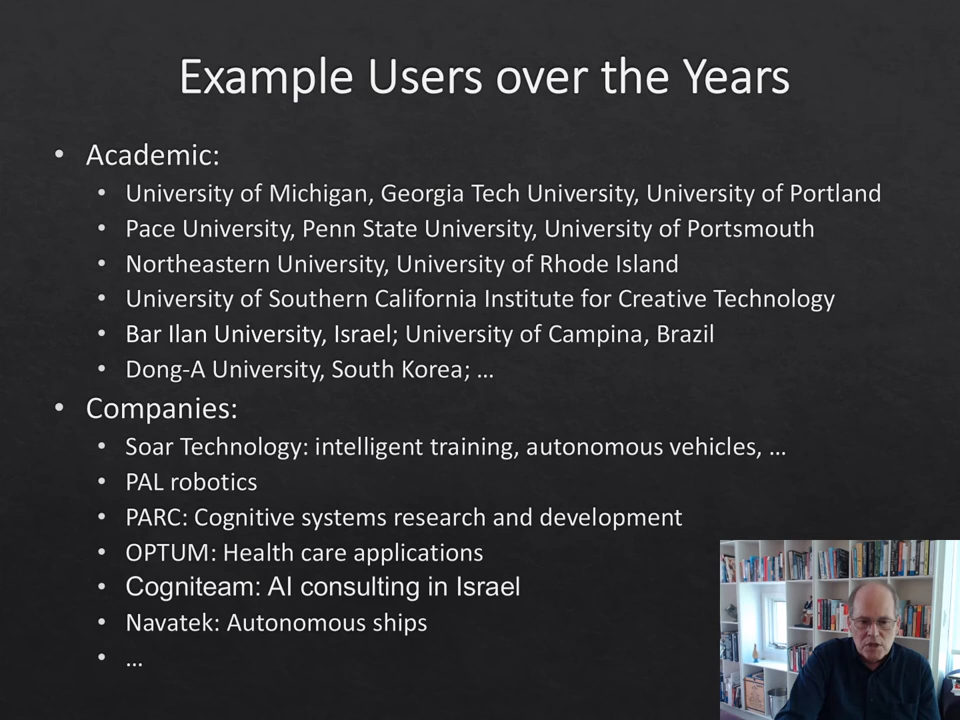 Example Users over the Years
• Academic:
• University of Michigan, Georgia Tech University, University of Portland
• Pace University, Penn State University, University of Portsmouth
• Northeastern University, University of Rhode Island
• University of Southern California Institute for Creative Technology
• Bar Ilan University, Israel; University of Campina, Brazil
• Dong-A University, South Korea; …
• Companies:
• Soar Technology: intelligent training, autonomous vehicles, …
• PAL robotics
• PARC: Cognitive systems research and development
• OPTUM: Health care applications
• Cogniteam: AI consulting in Israel
• Navatek: Autonomous ships
• …